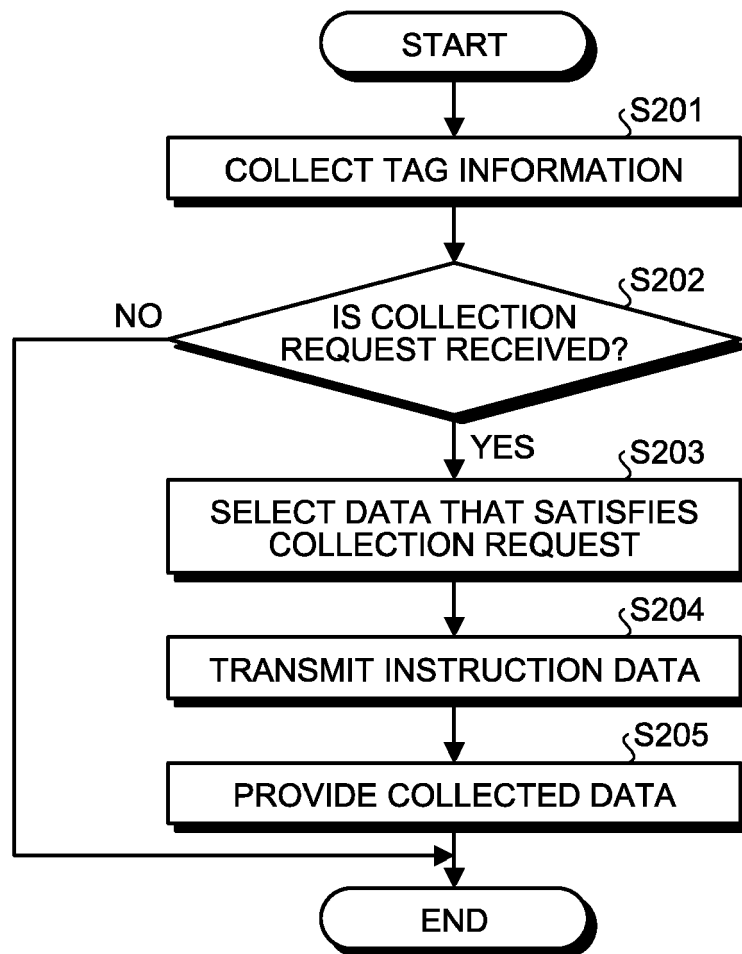 START
S201
COLLECT TAG INFORMATION
S202
IS COLLECTION
REQUEST RECEIVED?
NO
YES
S203
SELECT DATA THAT SATISFIES
COLLECTION REQUEST
S204
TRANSMIT INSTRUCTION DATA
S205
PROVIDE COLLECTED DATA
END